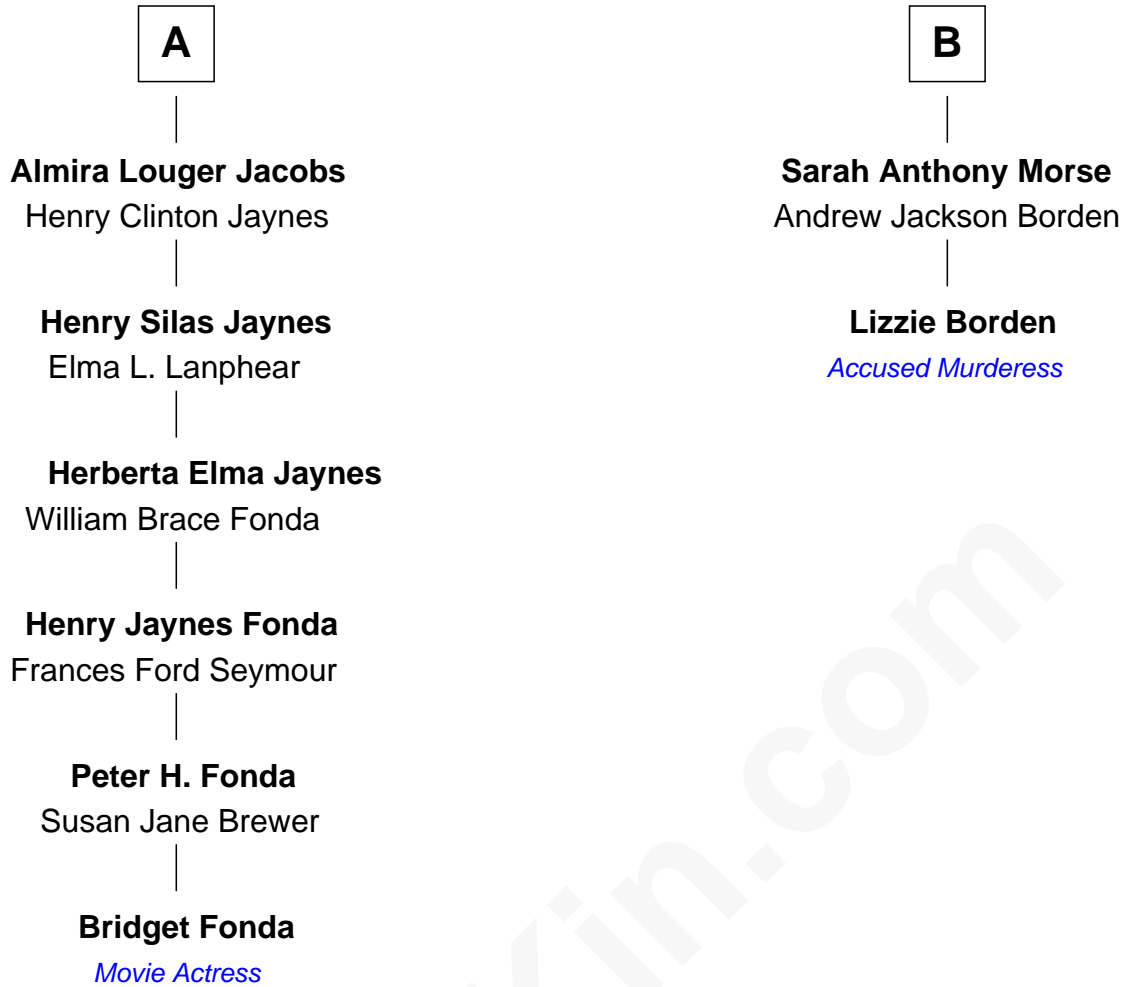 A
Almira Louger Jacobs
Henry Clinton Jaynes
Henry Silas Jaynes
Elma L. Lanphear
Herberta Elma Jaynes
William Brace Fonda
Henry Jaynes Fonda
Frances Ford Seymour
Peter H. Fonda
Susan Jane Brewer
Bridget Fonda
Movie Actress
B
Sarah Anthony Morse
Andrew Jackson Borden
Lizzie Borden
Accused Murderess
Kin.com